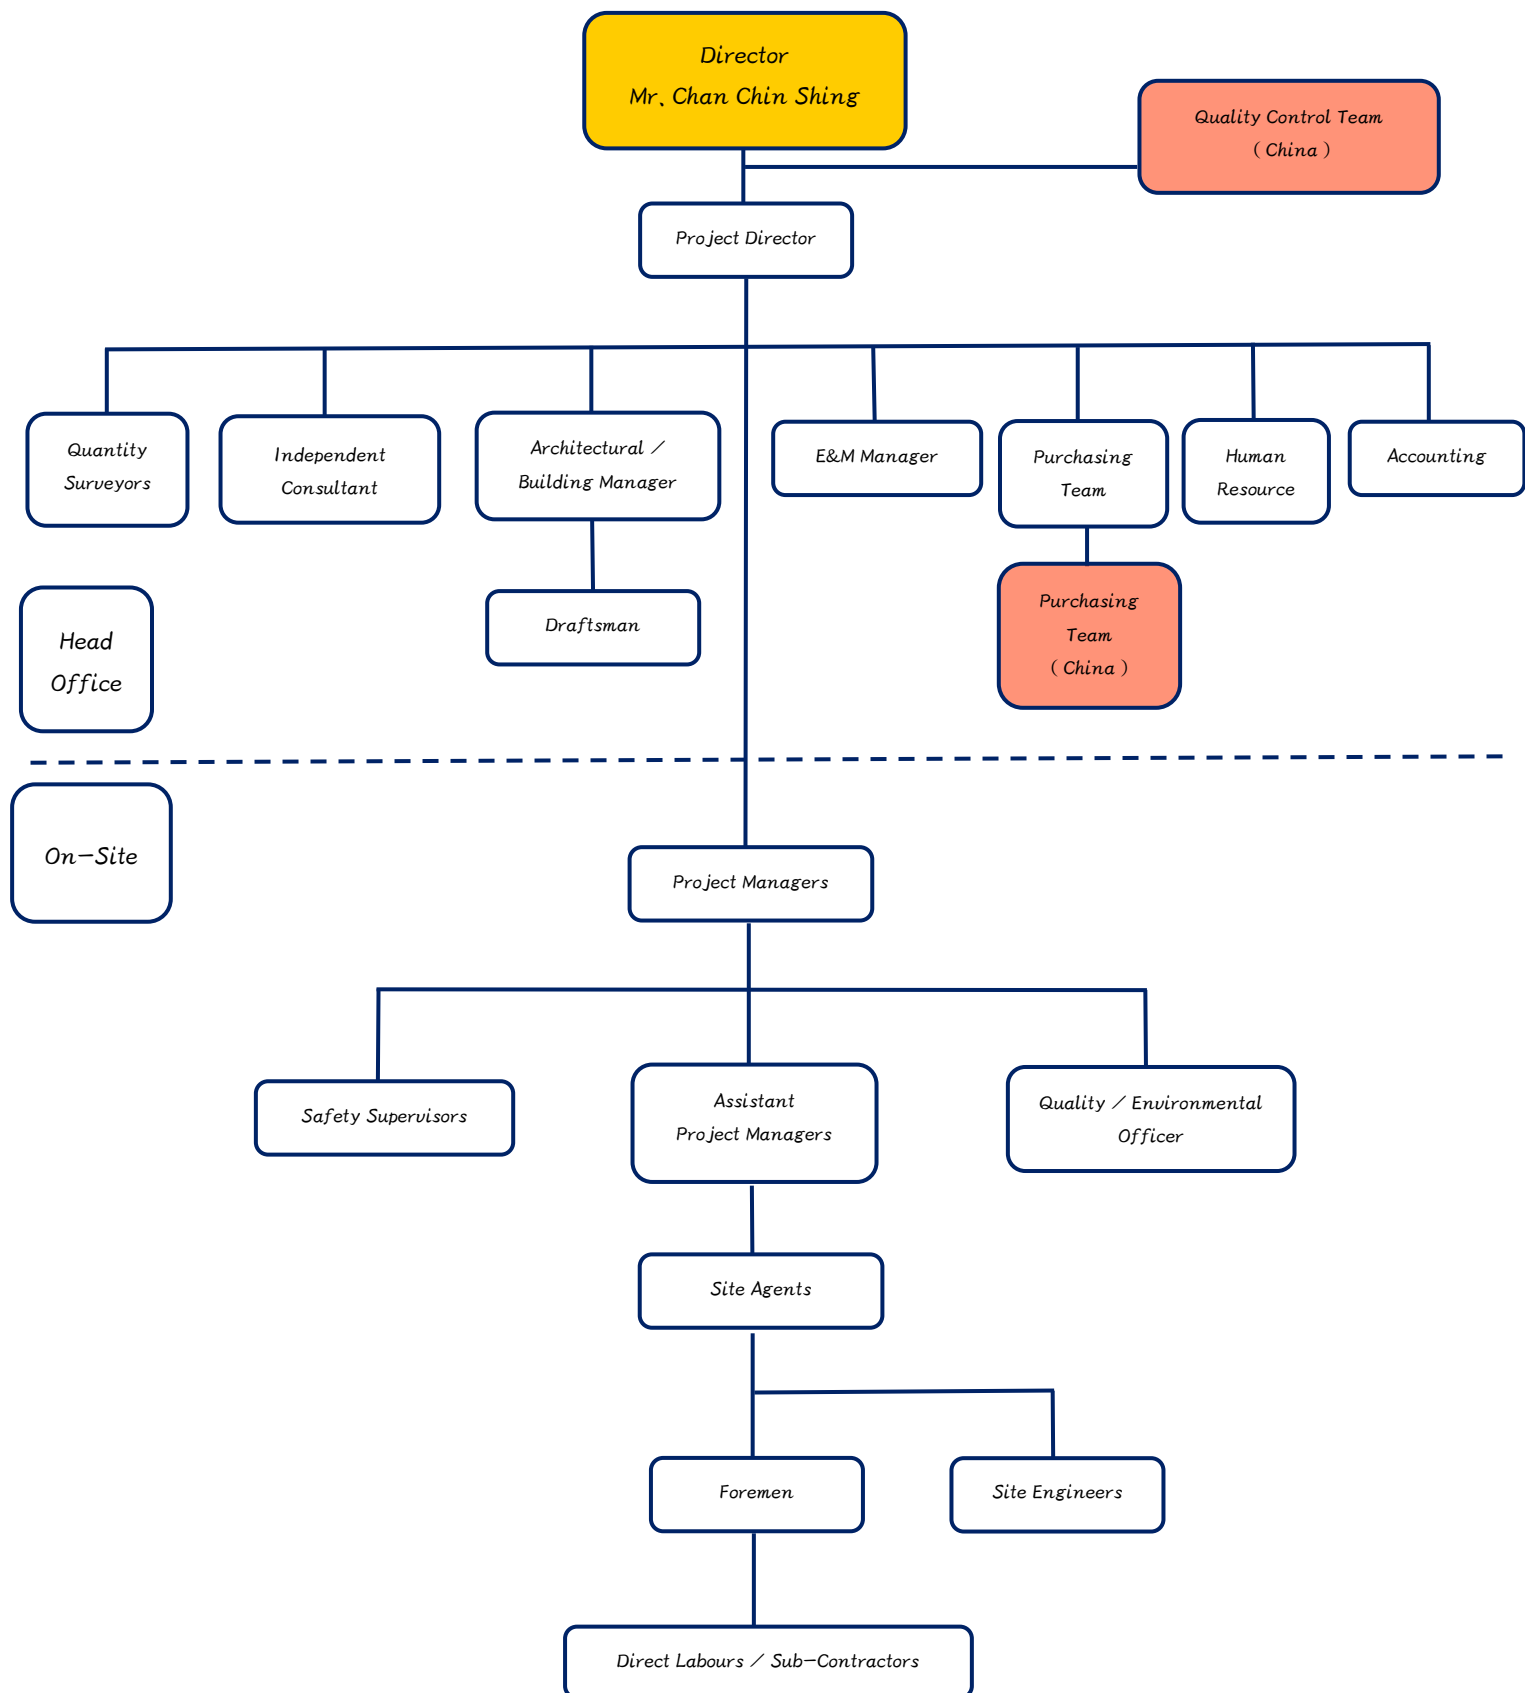 Director
Mr、Chan Chin Shing
Quality Control Team
（China）
Project Director
Quantity
Surveyors
Independent
Consultant
Architectural ／
Building Manager
E&M Manager
Purchasing
Team
Human
Resource
Accounting
Draftsman
Purchasing
Team
（China）
Head
Office
On-Site
Project Managers
Safety Supervisors
Assistant
Project Managers
Quality ／ Environmental
Officer
Site Agents
Foremen
Site Engineers
Direct Labours ／ Sub-Contractors